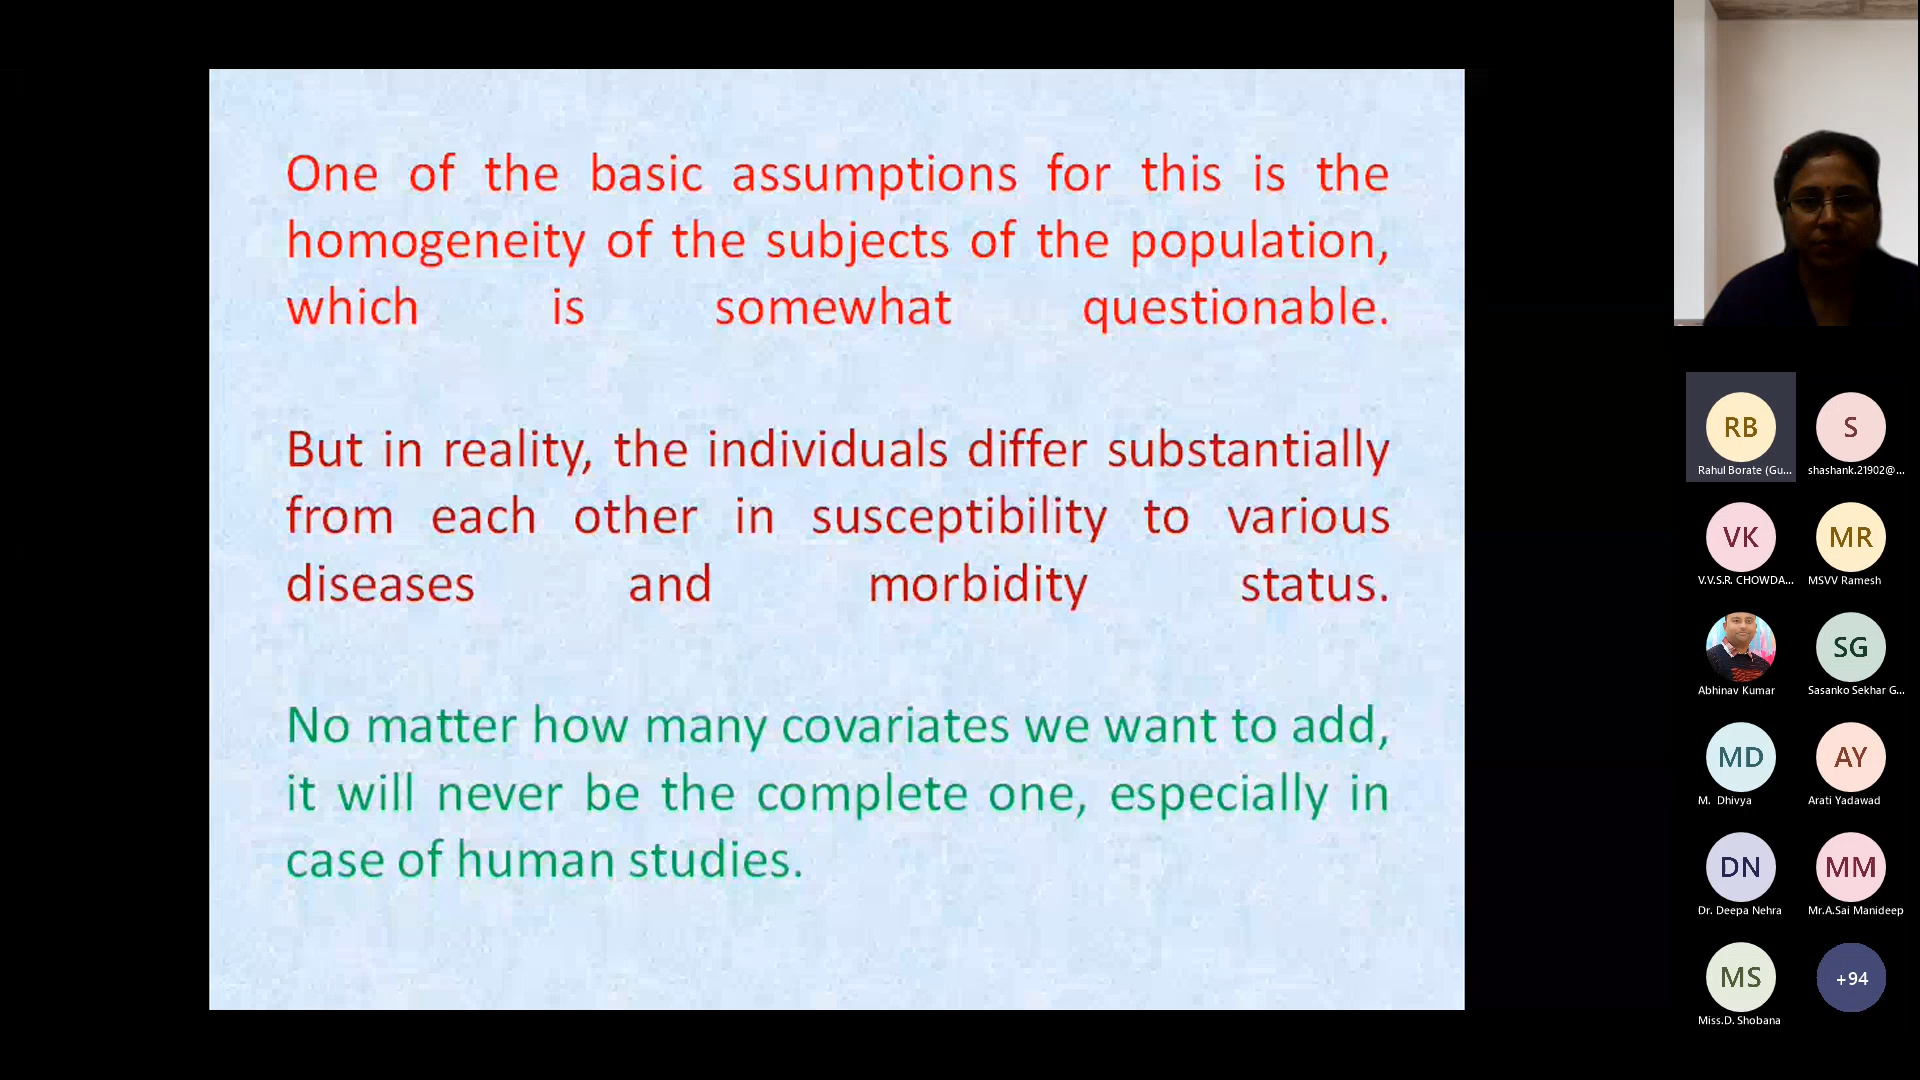 One of the basic assumptions for this is the
homogeneity of the subjects of the population,
which is somewhat questionable.
But in reality, the individuals differ substantially
from each other in susceptibility to various
diseases and morbidity status.
No matter how many covariates we want to add,
it will never be the complete one, especially in
case of human studies.
RB
Rahul Borate (Gu...
S
shashank.21902@...
VK
V.V.S.R. CHOWDA...
MR
MSVV Ramesh
Abhinav Kumar
SG
Sasanko Sekhar G...
MD
M. Dhivya
AY
Arati Yadawad
DN
Dr. Deepa Nehra
MM
Mr.A.Sai Manideep
MS
Miss.D. Shobana
+94